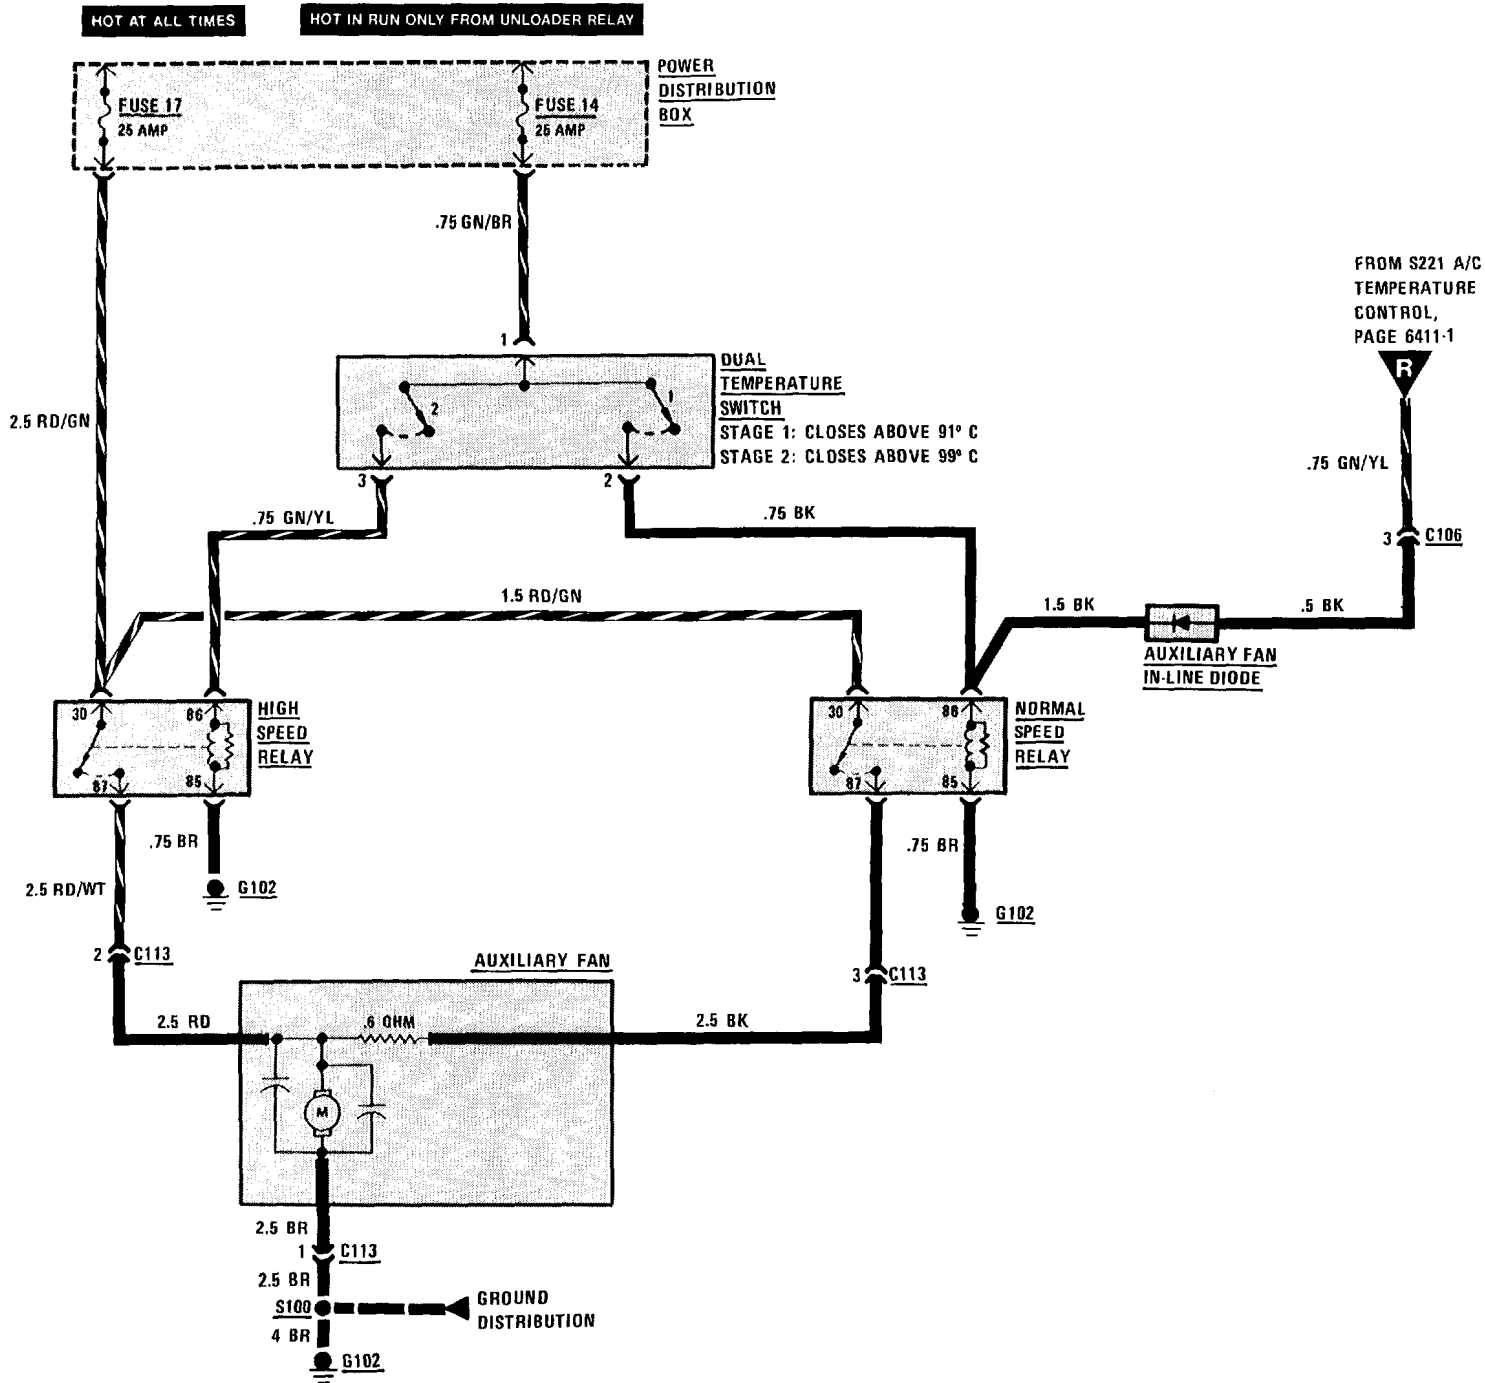 HOT AT ALL TIMES
HOT IN RUN ONLY FROM UNLOADER RELAY
POWER
DISTRIBUTION
BOX
FUSE 17
25 AMP
FUSE 14
25 AMP
.75 GN/BR
FROM S221 A/C
TEMPERATURE
CONTROL,
PAGE 6411-1
R
1
DUAL
TEMPERATURE
SWITCH
STAGE 1: CLOSES ABOVE 91° C
STAGE 2: CLOSES ABOVE 99° C
2
1
2.5 RD/GN
.75 GN/YL
3
2
.75 GN/YL
.75 BK
3
C106
1.5 RD/GN
1.5 BK
.5 BK
AUXILIARY FAN
IN-LINE DIODE
30
86
87
85
HIGH
SPEED
RELAY
30
86
87
85
NORMAL
SPEED
RELAY
.75 BR
.75 BR
2.5 RD/WT
G102
G102
2
C113
AUXILIARY FAN
3
C113
2.5 RD
.6 OHM
2.5 BK
M
2.5 BR
1
C113
2.5 BR
S100
GROUND
DISTRIBUTION
4 BR
G102